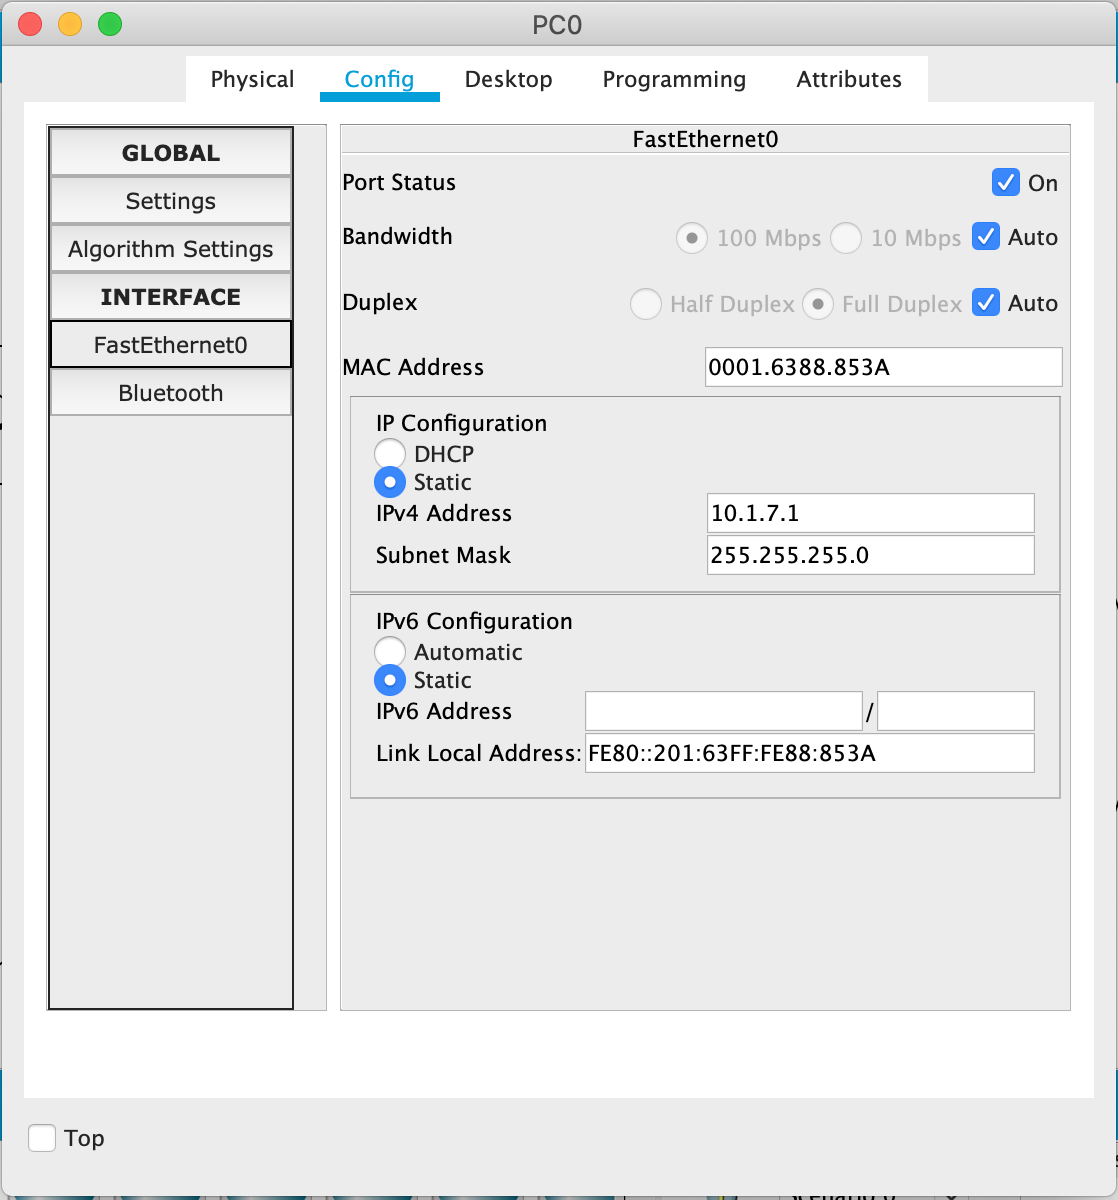 PC0
Physical Config Desktop Programming Attributes
GLOBAL
Settings
Algorithm Settings
INTERFACE
FastEthernet0
Bluetooth
FastEthernet0
Port Status On
Bandwidth 100 Mbps 10 Mbps Auto
Duplex Half Duplex Full Duplex Auto
MAC Address 0001.6388.853A
IP Configuration
DHCP
Static
IPv4 Address 10.1.7.1
Subnet Mask 255.255.255.0
IPv6 Configuration
Automatic
Static
IPv6 Address /
Link Local Address: FE80::201:63FF:FE88:853A
Top